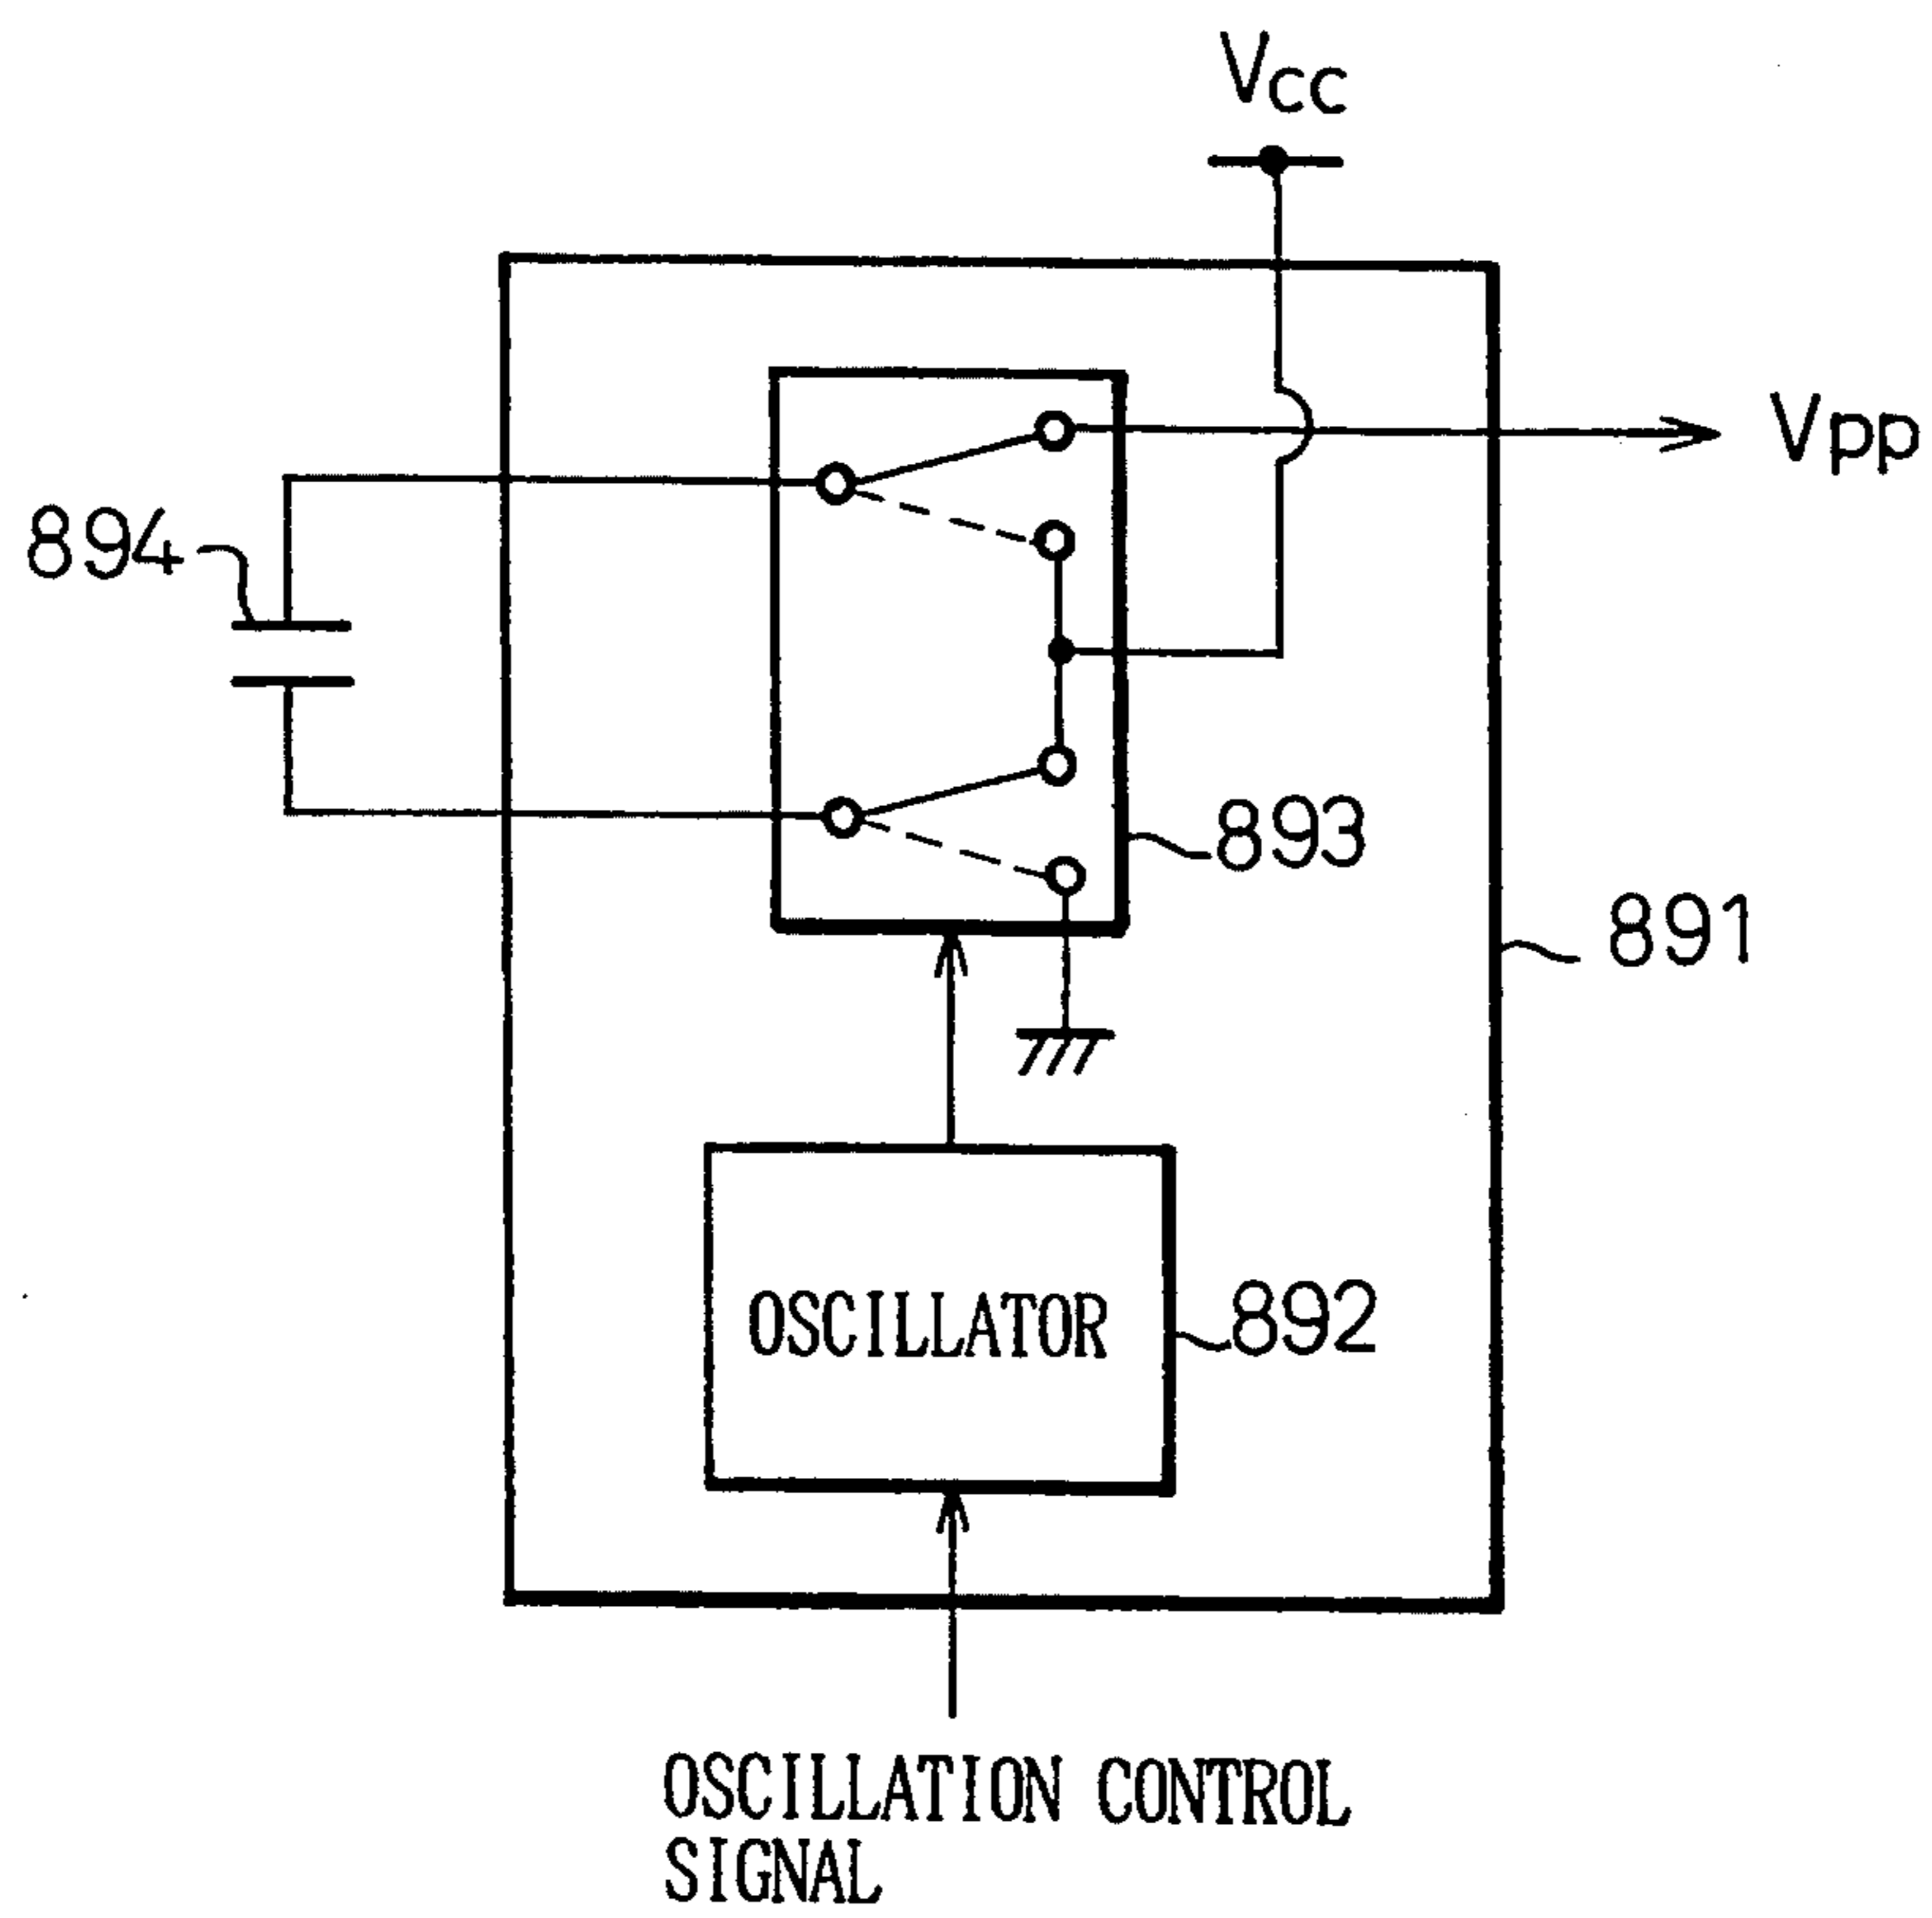 Vcc
Vpp
894
893
891
OSCILLATOR
892
OSCILLATION CONTROL
SIGNAL